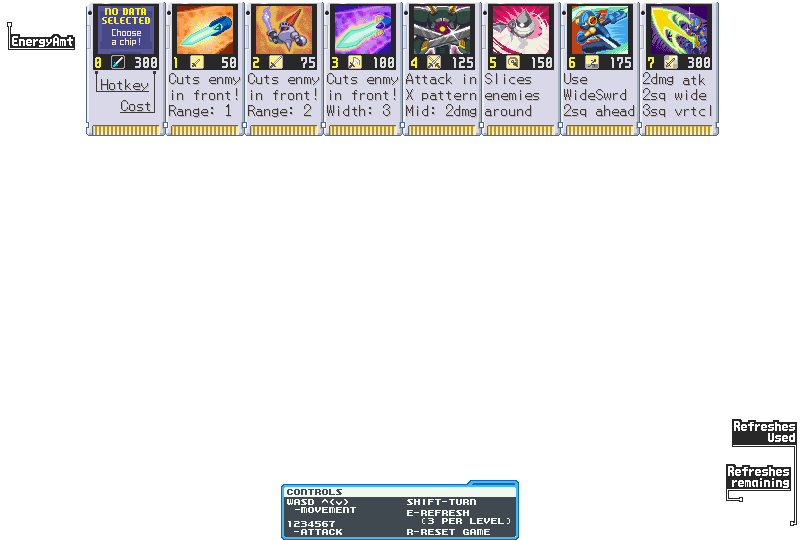 EnergyAmt
NO DATA
SELECTED
Choose
a chip!
0 300
Hotkey
Cost
1 50
Cuts enmy
in front!
Range: 1
2 75
Cuts enmy
in front!
Range: 2
3 100
Cuts enmy
in front!
Width: 3
4 125
Attack in
X pattern
Mid: 2dmg
5 150
Slices
enemies
around
6 175
Use
WideSwrd
2sq ahead
7 300
2dmg atk
2sq wide
3sq vrtcl
Refreshes
Used
Refreshes
remaining
CONTROLS
WASD ^<v>
-MOVEMENT
1234567
-ATTACK
SHIFT-TURN
E-REFRESH
(3 PER LEVEL)
R-RESET GAME